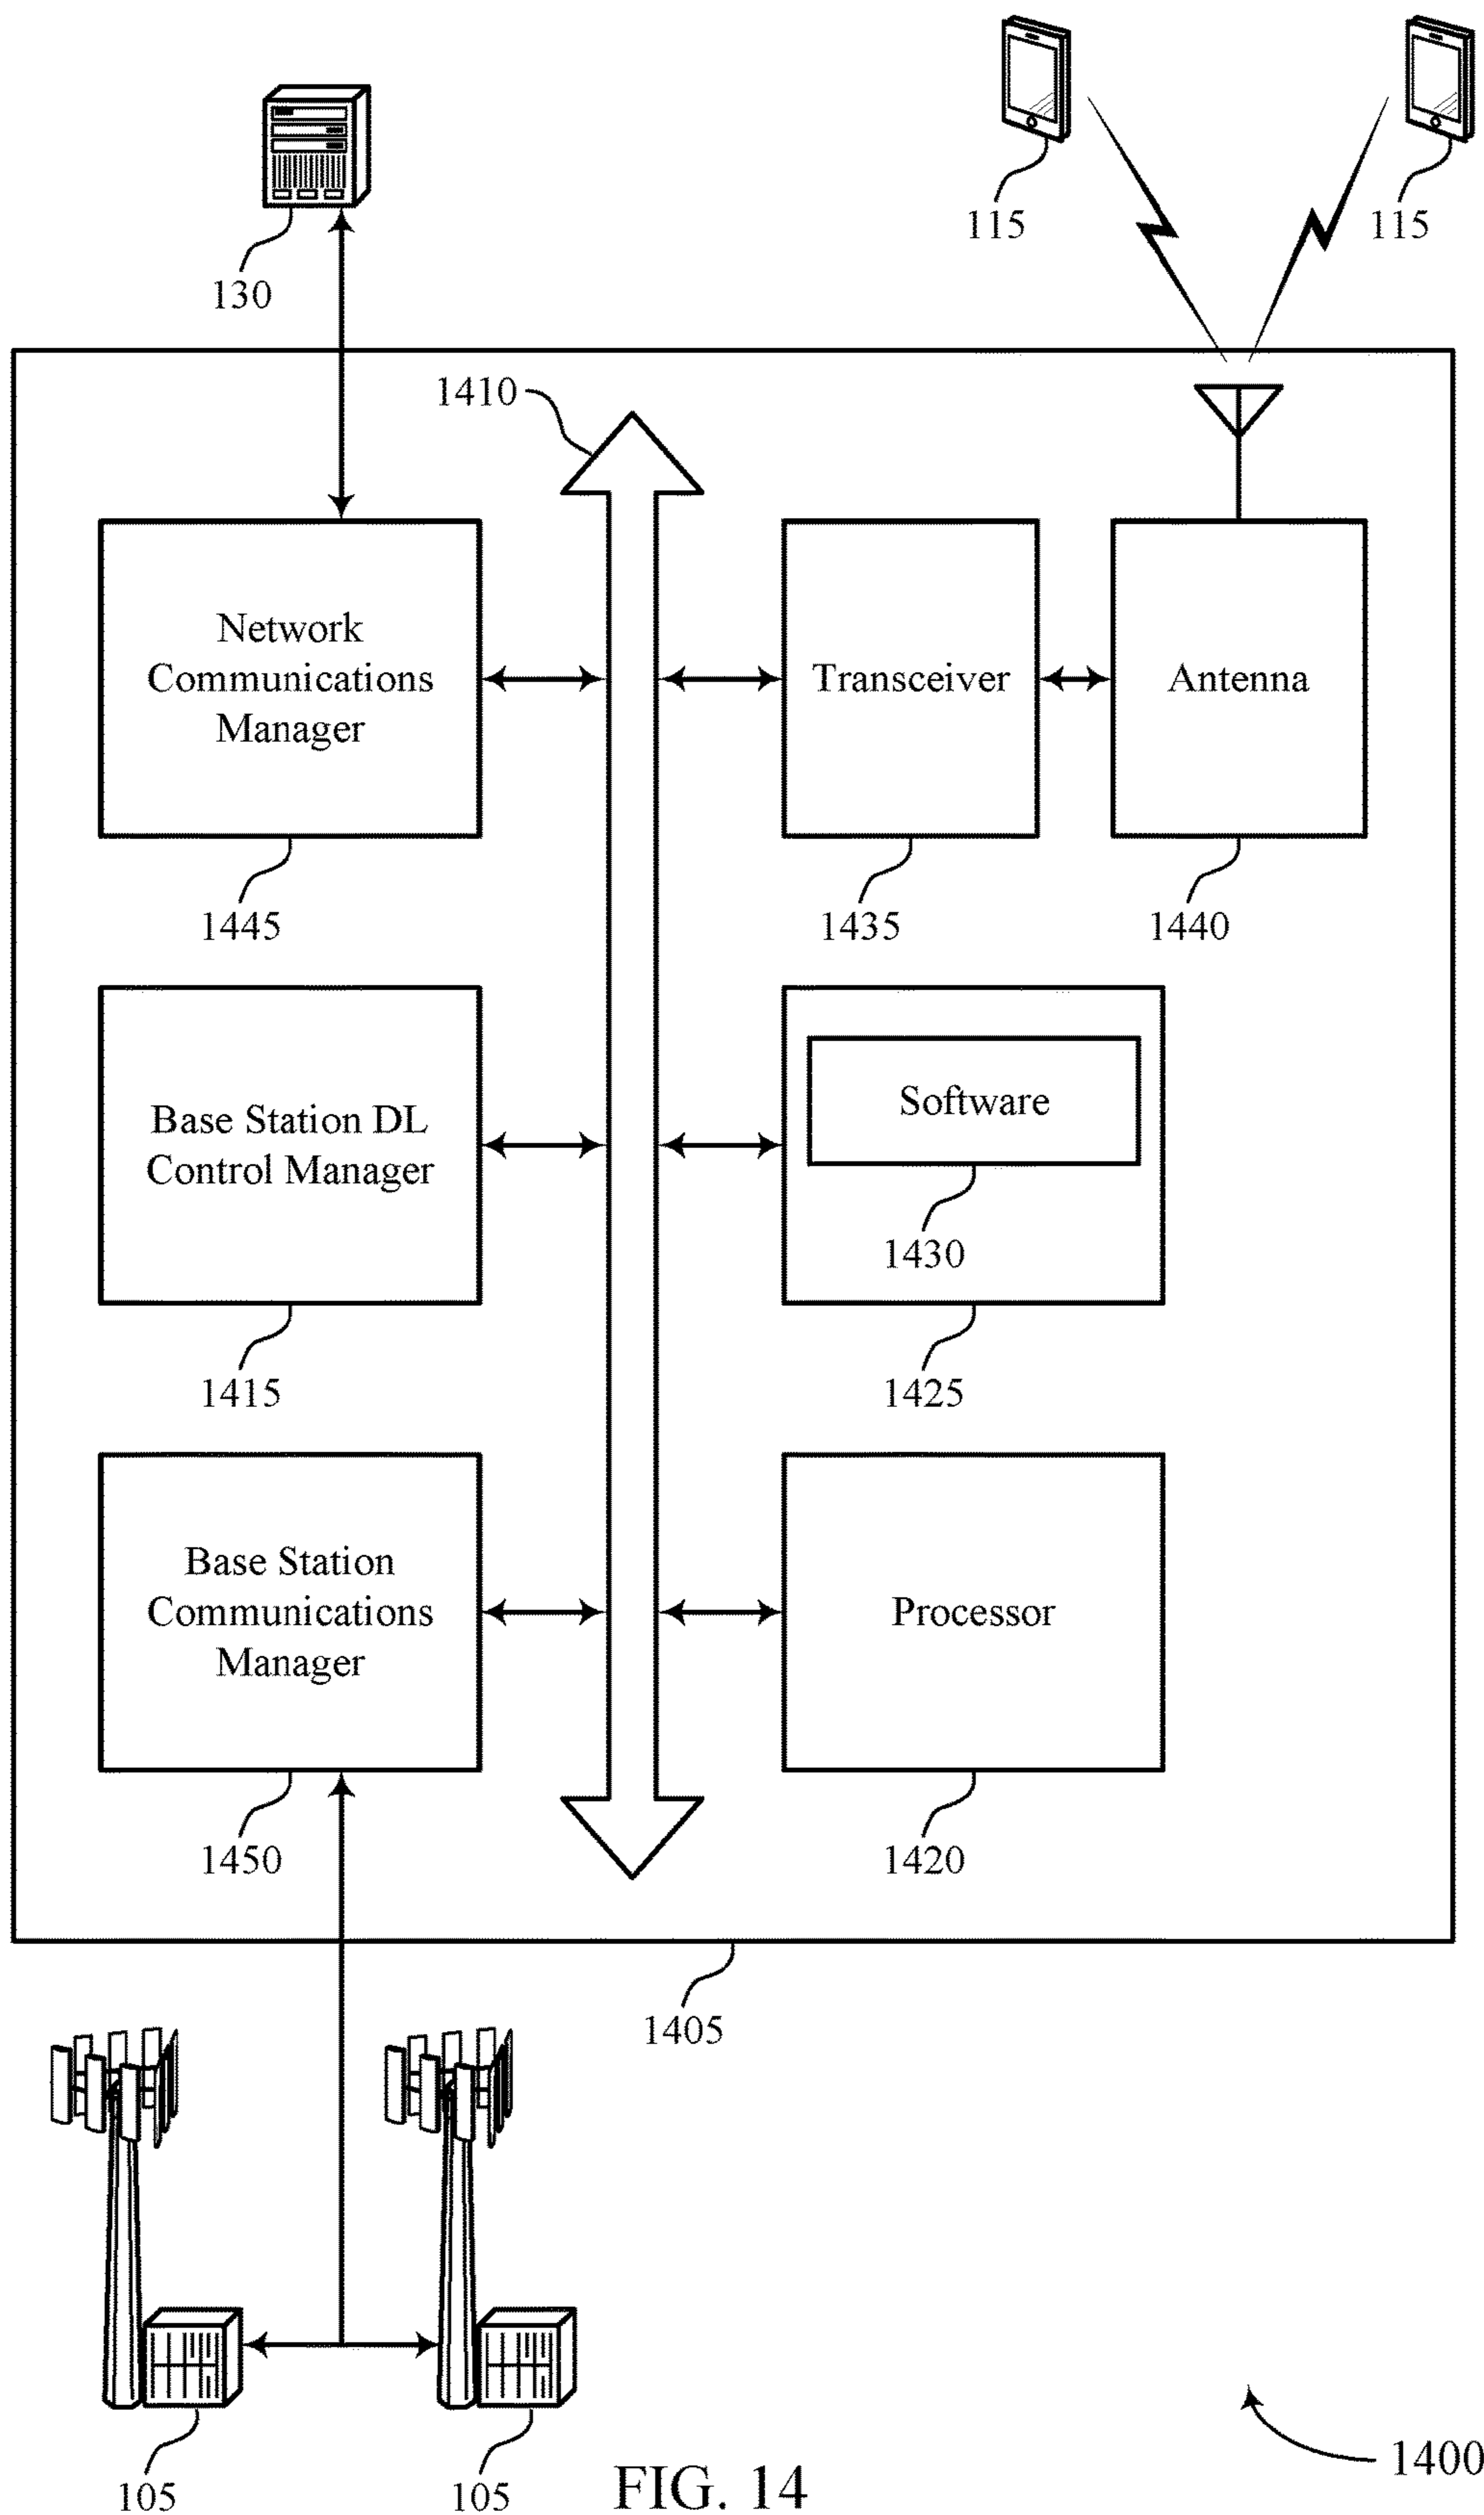 115
115
130
1410
Network
Communications
Manager
Transceiver
Antenna
1445
1435
1440
Base Station DL
Control Manager
Software
1430
1415
1425
Base Station
Communications
Manager
Processor
1450
1420
1405
105
105
FIG. 14
1400